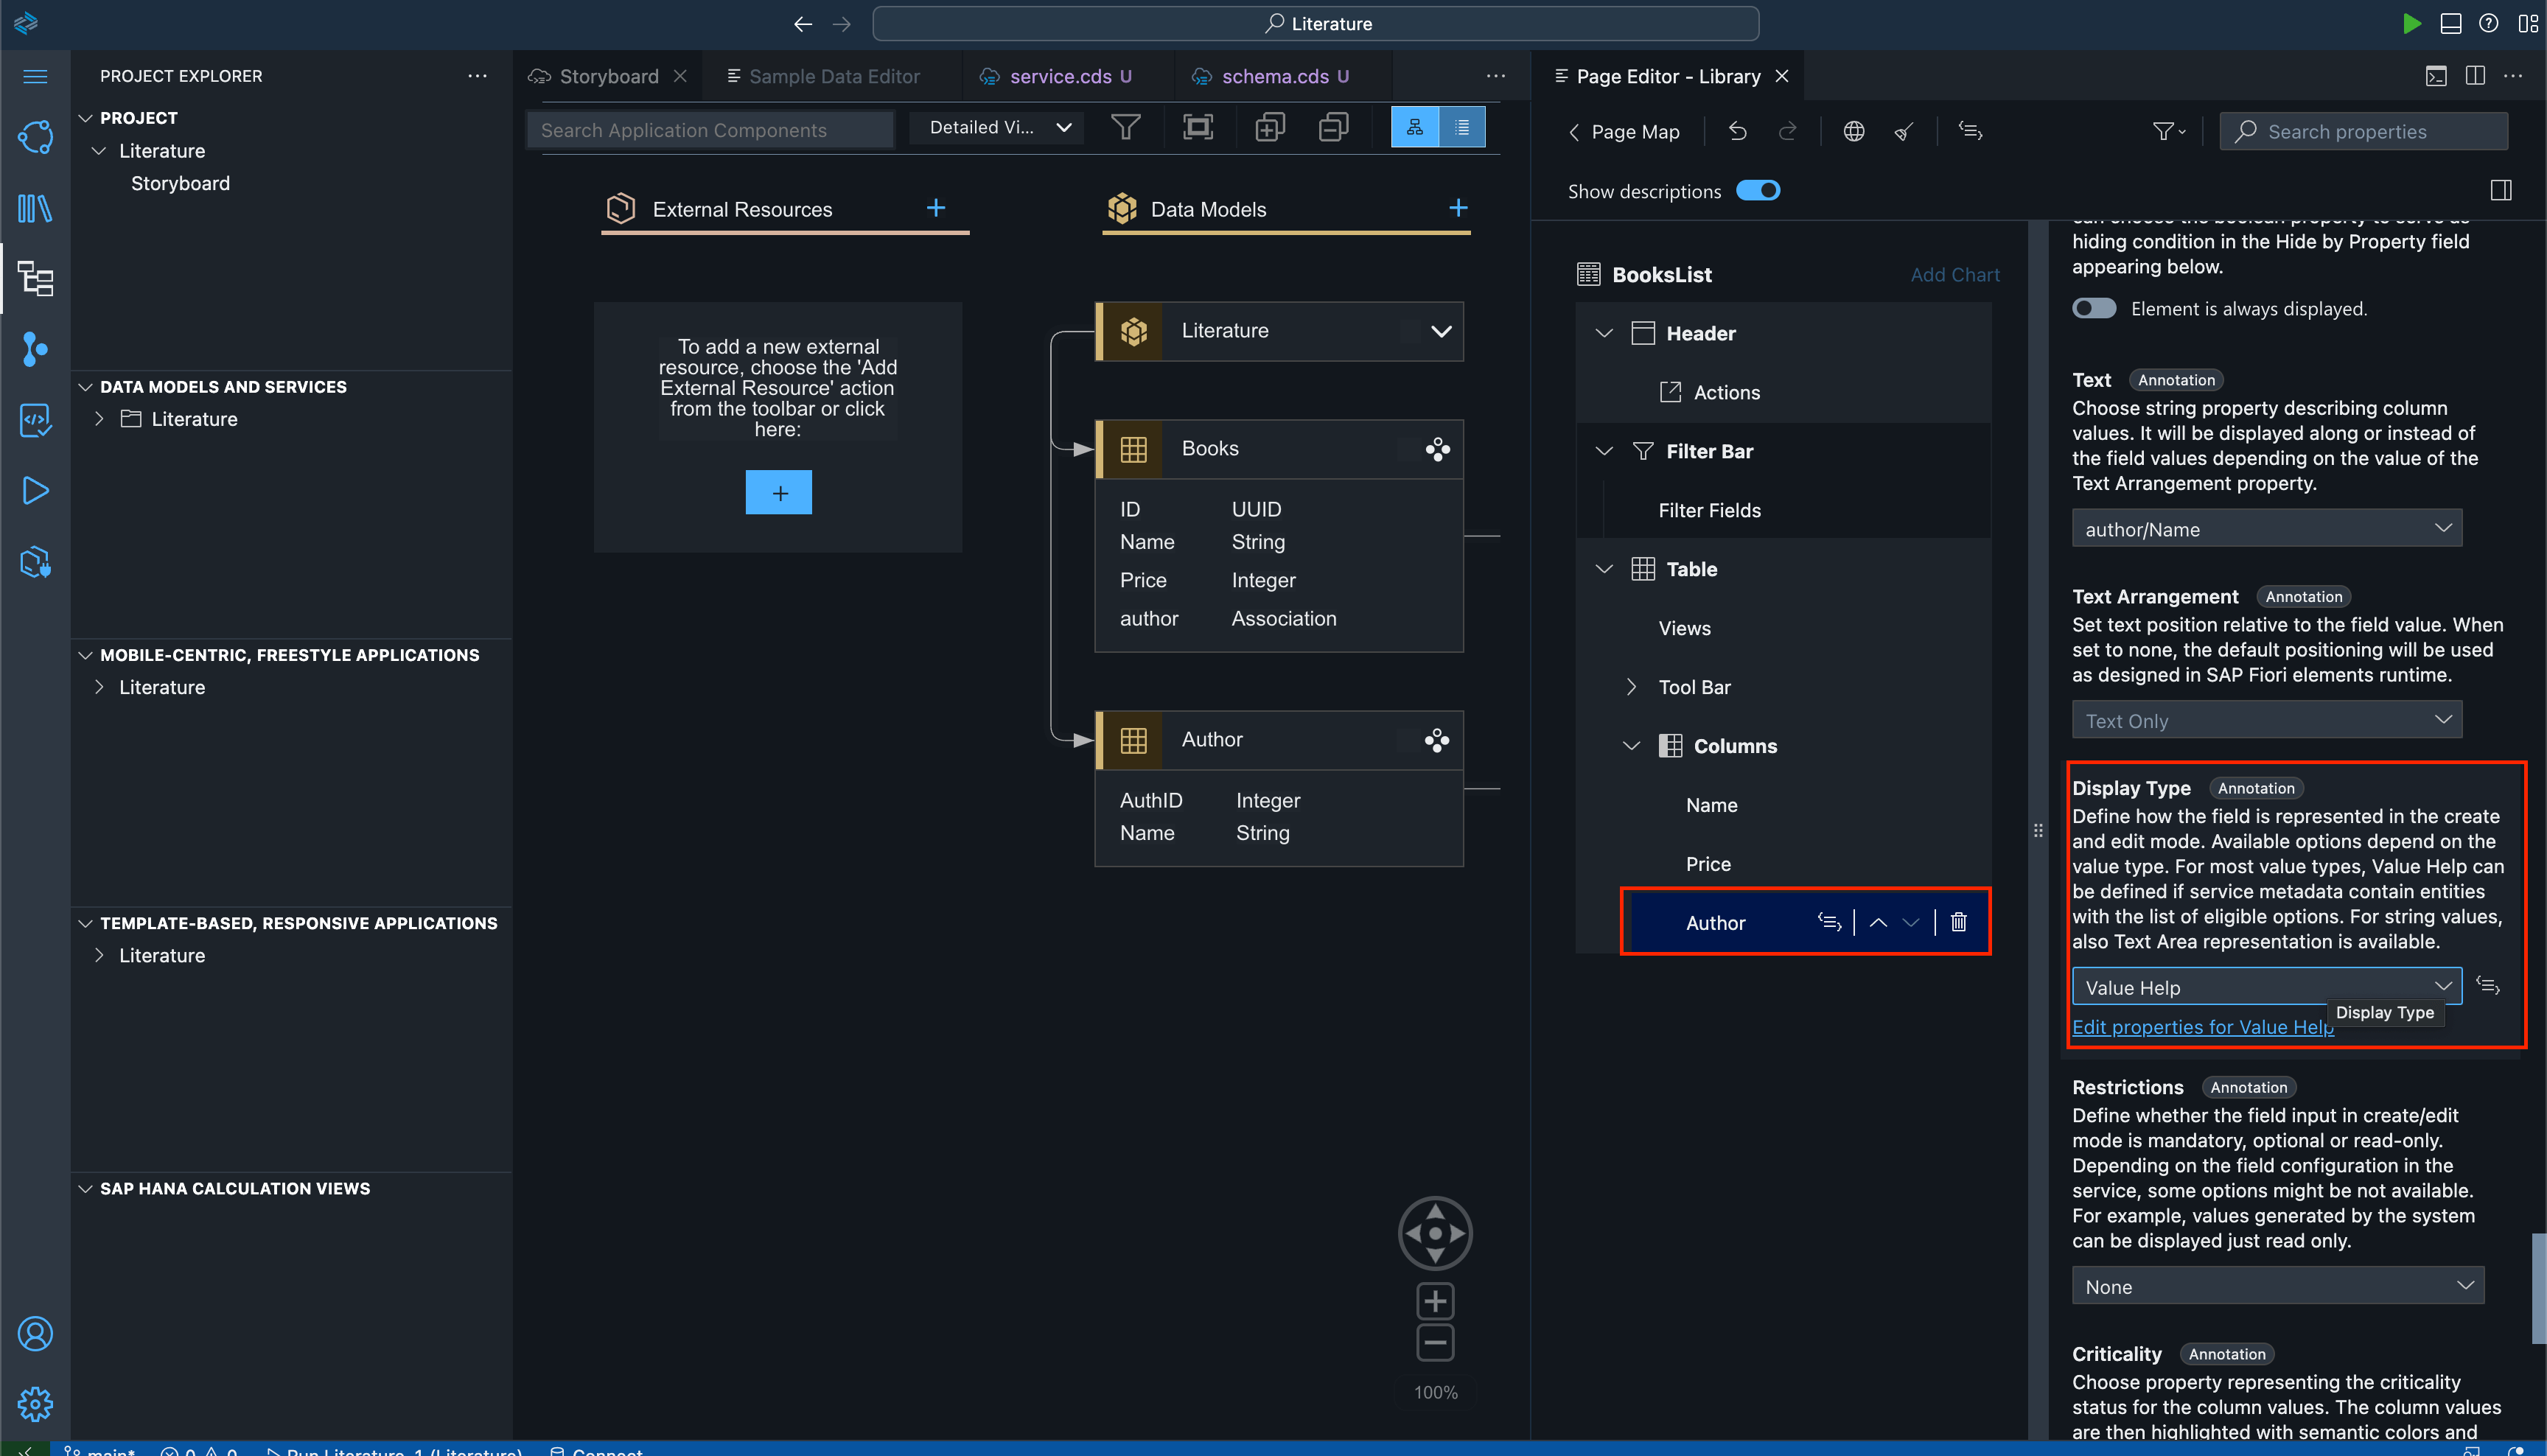 Literature
PROJECT EXPLORER
PROJECT
Literature
Storyboard
DATA MODELS AND SERVICES
Literature
MOBILE-CENTRIC, FREESTYLE APPLICATIONS
Literature
TEMPLATE-BASED, RESPONSIVE APPLICATIONS
Literature
SAP HANA CALCULATION VIEWS
Storyboard
Sample Data Editor
service.cds U
schema.cds U
Search Application Components
Detailed Vi...
External Resources
Data Models
To add a new external
resource, choose the 'Add
External Resource' action
from the toolbar or click
here:
Literature
Books
ID UUID
Name String
Price Integer
author Association
Author
AuthID Integer
Name String
100%
Page Editor - Library
Page Map
Search properties
Show descriptions
BooksList
Add Chart
Header
Actions
Filter Bar
Filter Fields
Table
Views
Tool Bar
Columns
Name
Price
Author
can choose the boolean property to serve as
hiding condition in the Hide by Property field
appearing below.
Element is always displayed.
Text Annotation
Choose string property describing column
values. It will be displayed along or instead of
the field values depending on the value of the
Text Arrangement property.
author/Name
Text Arrangement Annotation
Set text position relative to the field value. When
set to none, the default positioning will be used
as designed in SAP Fiori elements runtime.
Text Only
Display Type Annotation
Define how the field is represented in the create
and edit mode. Available options depend on the
value type. For most value types, Value Help can
be defined if service metadata contain entities
with the list of eligible options. For string values,
also Text Area representation is available.
Value Help
Display Type
Edit properties for Value Help
Restrictions Annotation
Define whether the field input in create/edit
mode is mandatory, optional or read-only.
Depending on the field configuration in the
service, some options might be not available.
For example, values generated by the system
can be displayed just read only.
None
Criticality Annotation
Choose property representing the criticality
status for the column values. The column values
are then highlighted with semantic colors and
main* 0 0 Run Literature-1 (Literature) Connect